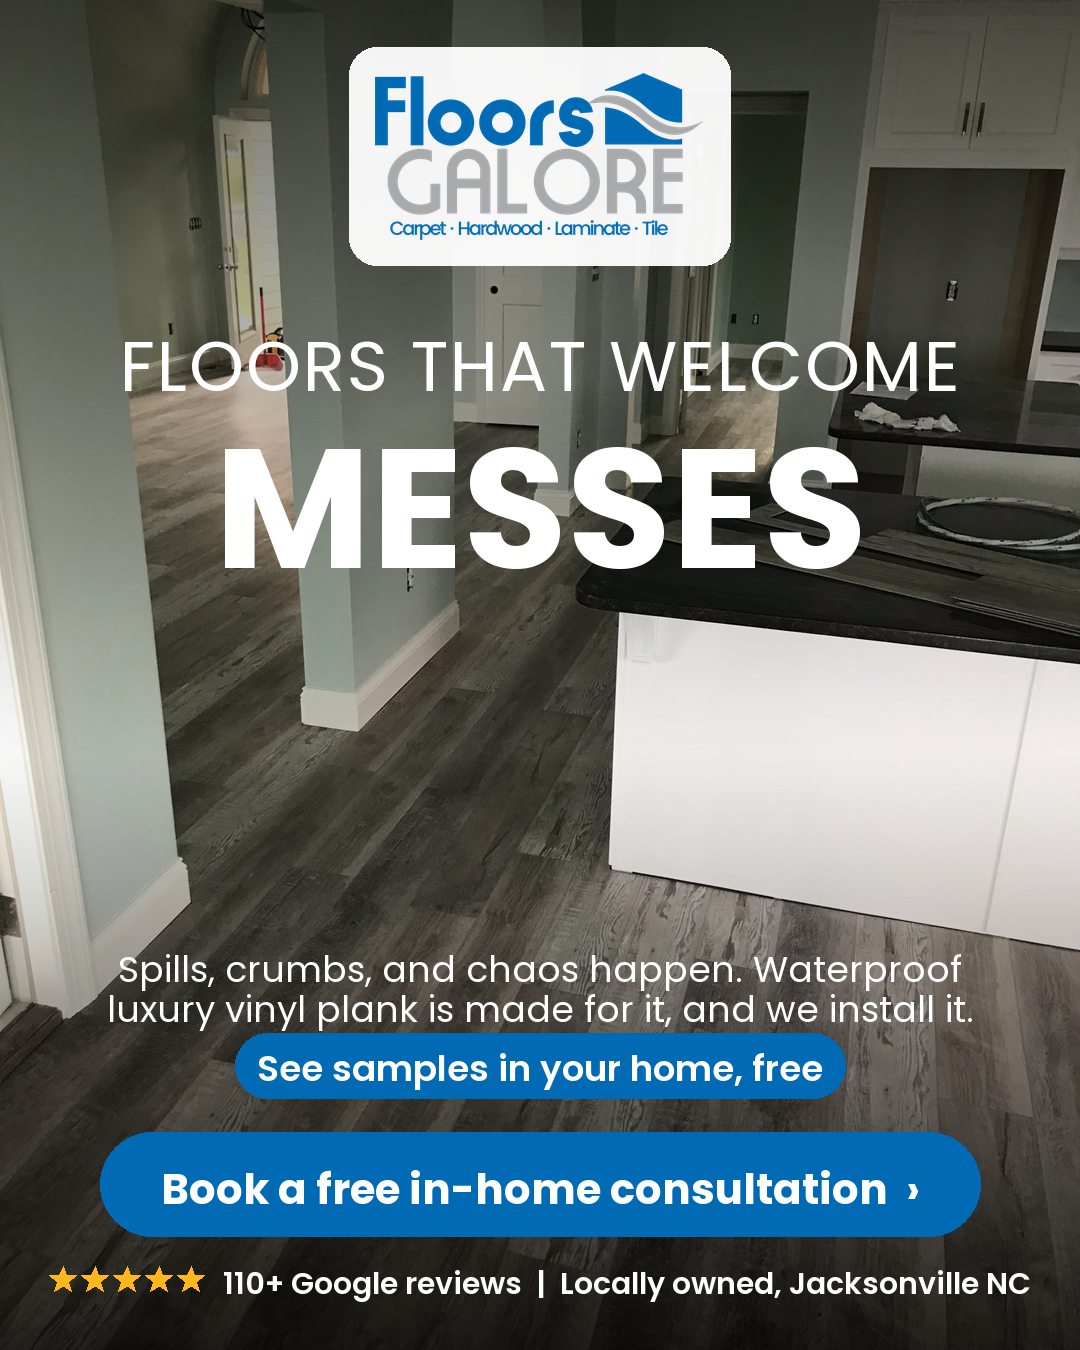 Floors
GALORE
Carpet · Hardwood · Laminate · Tile
FLOORS THAT WELCOME
MESSES
Spills, crumbs, and chaos happen. Waterproof
luxury vinyl plank is made for it, and we install it.
See samples in your home, free
Book a free in-home consultation ›
★★★★★ 110+ Google reviews | Locally owned, Jacksonville NC